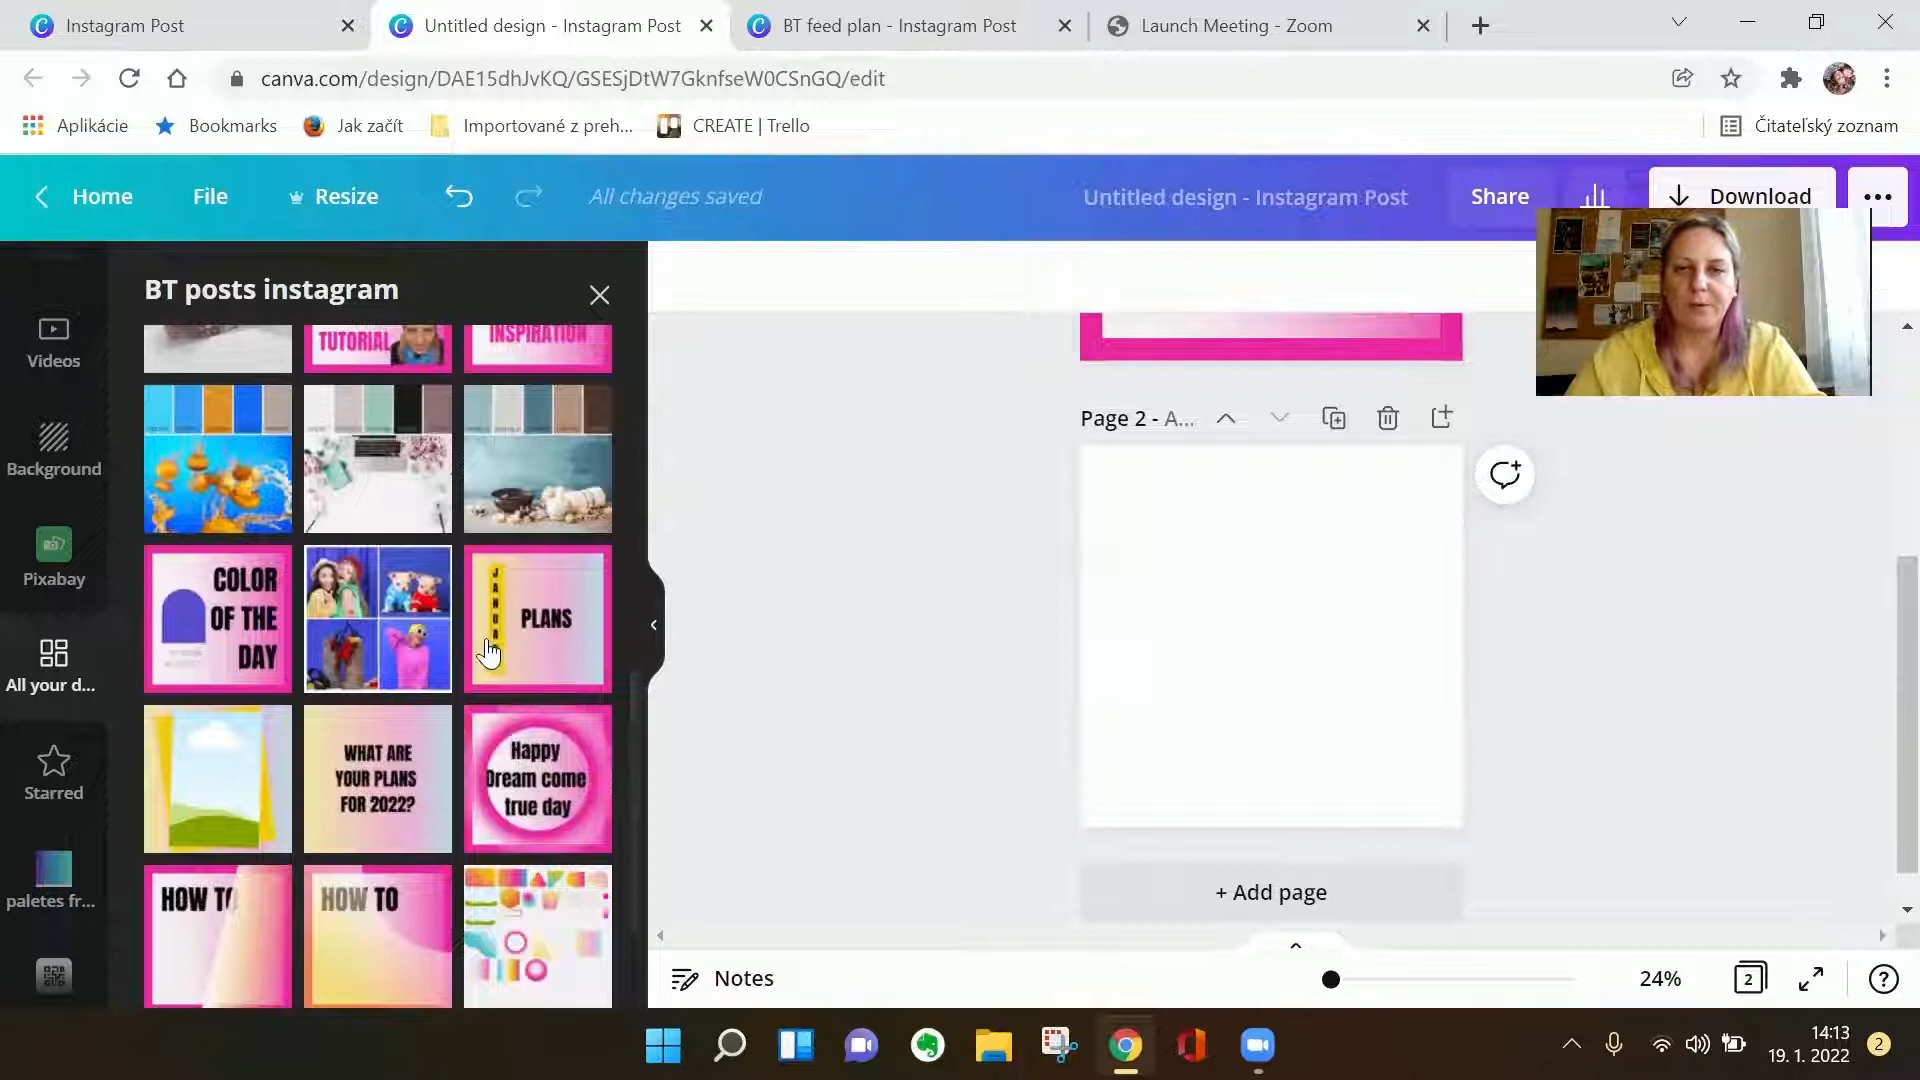 Instagram Post
Untitled design - Instagram Post
BT feed plan - Instagram Post
Launch Meeting - Zoom
canva.com/design/DAE15dhJvKQ/GSESjDtW7GknfseW0CSnGQ/edit
Aplikácie
Bookmarks
Jak začít
Importované z preh...
CREATE | Trello
Čitateľský zoznam
Home
File
Resize
All changes saved
Untitled design - Instagram Post
Share
Download
BT posts instagram
TUTORIAL
INSPIRATION
COLOR
OF THE
DAY
JANUA
PLANS
WHAT ARE
YOUR PLANS
FOR 2022?
Happy
Dream come
true day
HOW TO
HOW TO
Videos
Background
Pixabay
All your d...
Starred
paletes fr...
Page 2 - A...
+ Add page
Notes
24%
2
14:13
19. 1. 2022
2